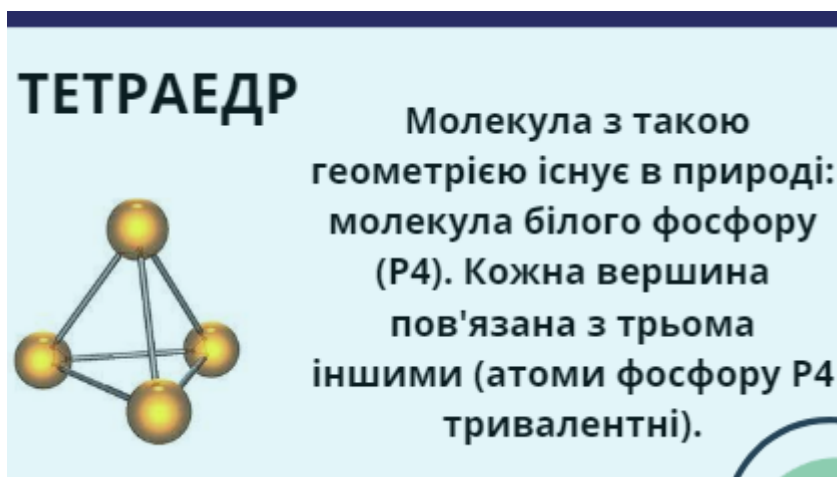 ТЕТРАЕДР
Молекула з такою
геометрією існує в природі:
молекула білого фосфору
(P4). Кожна вершина
пов'язана з трьома
іншими (атоми фосфору P4
тривалентні).